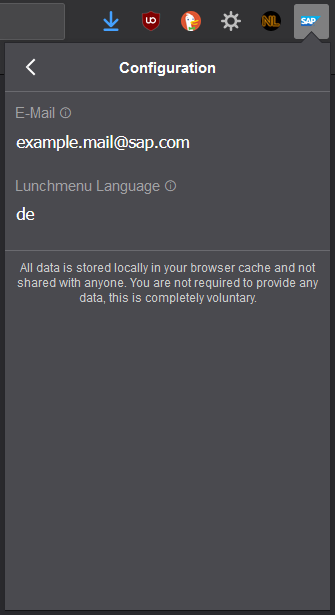 UO
NL
SAP
Configuration
E-Mail
example.mail@sap.com
Lunchmenu Language
de
All data is stored locally in your browser cache and not
shared with anyone. You are not required to provide any
data, this is completely voluntary.